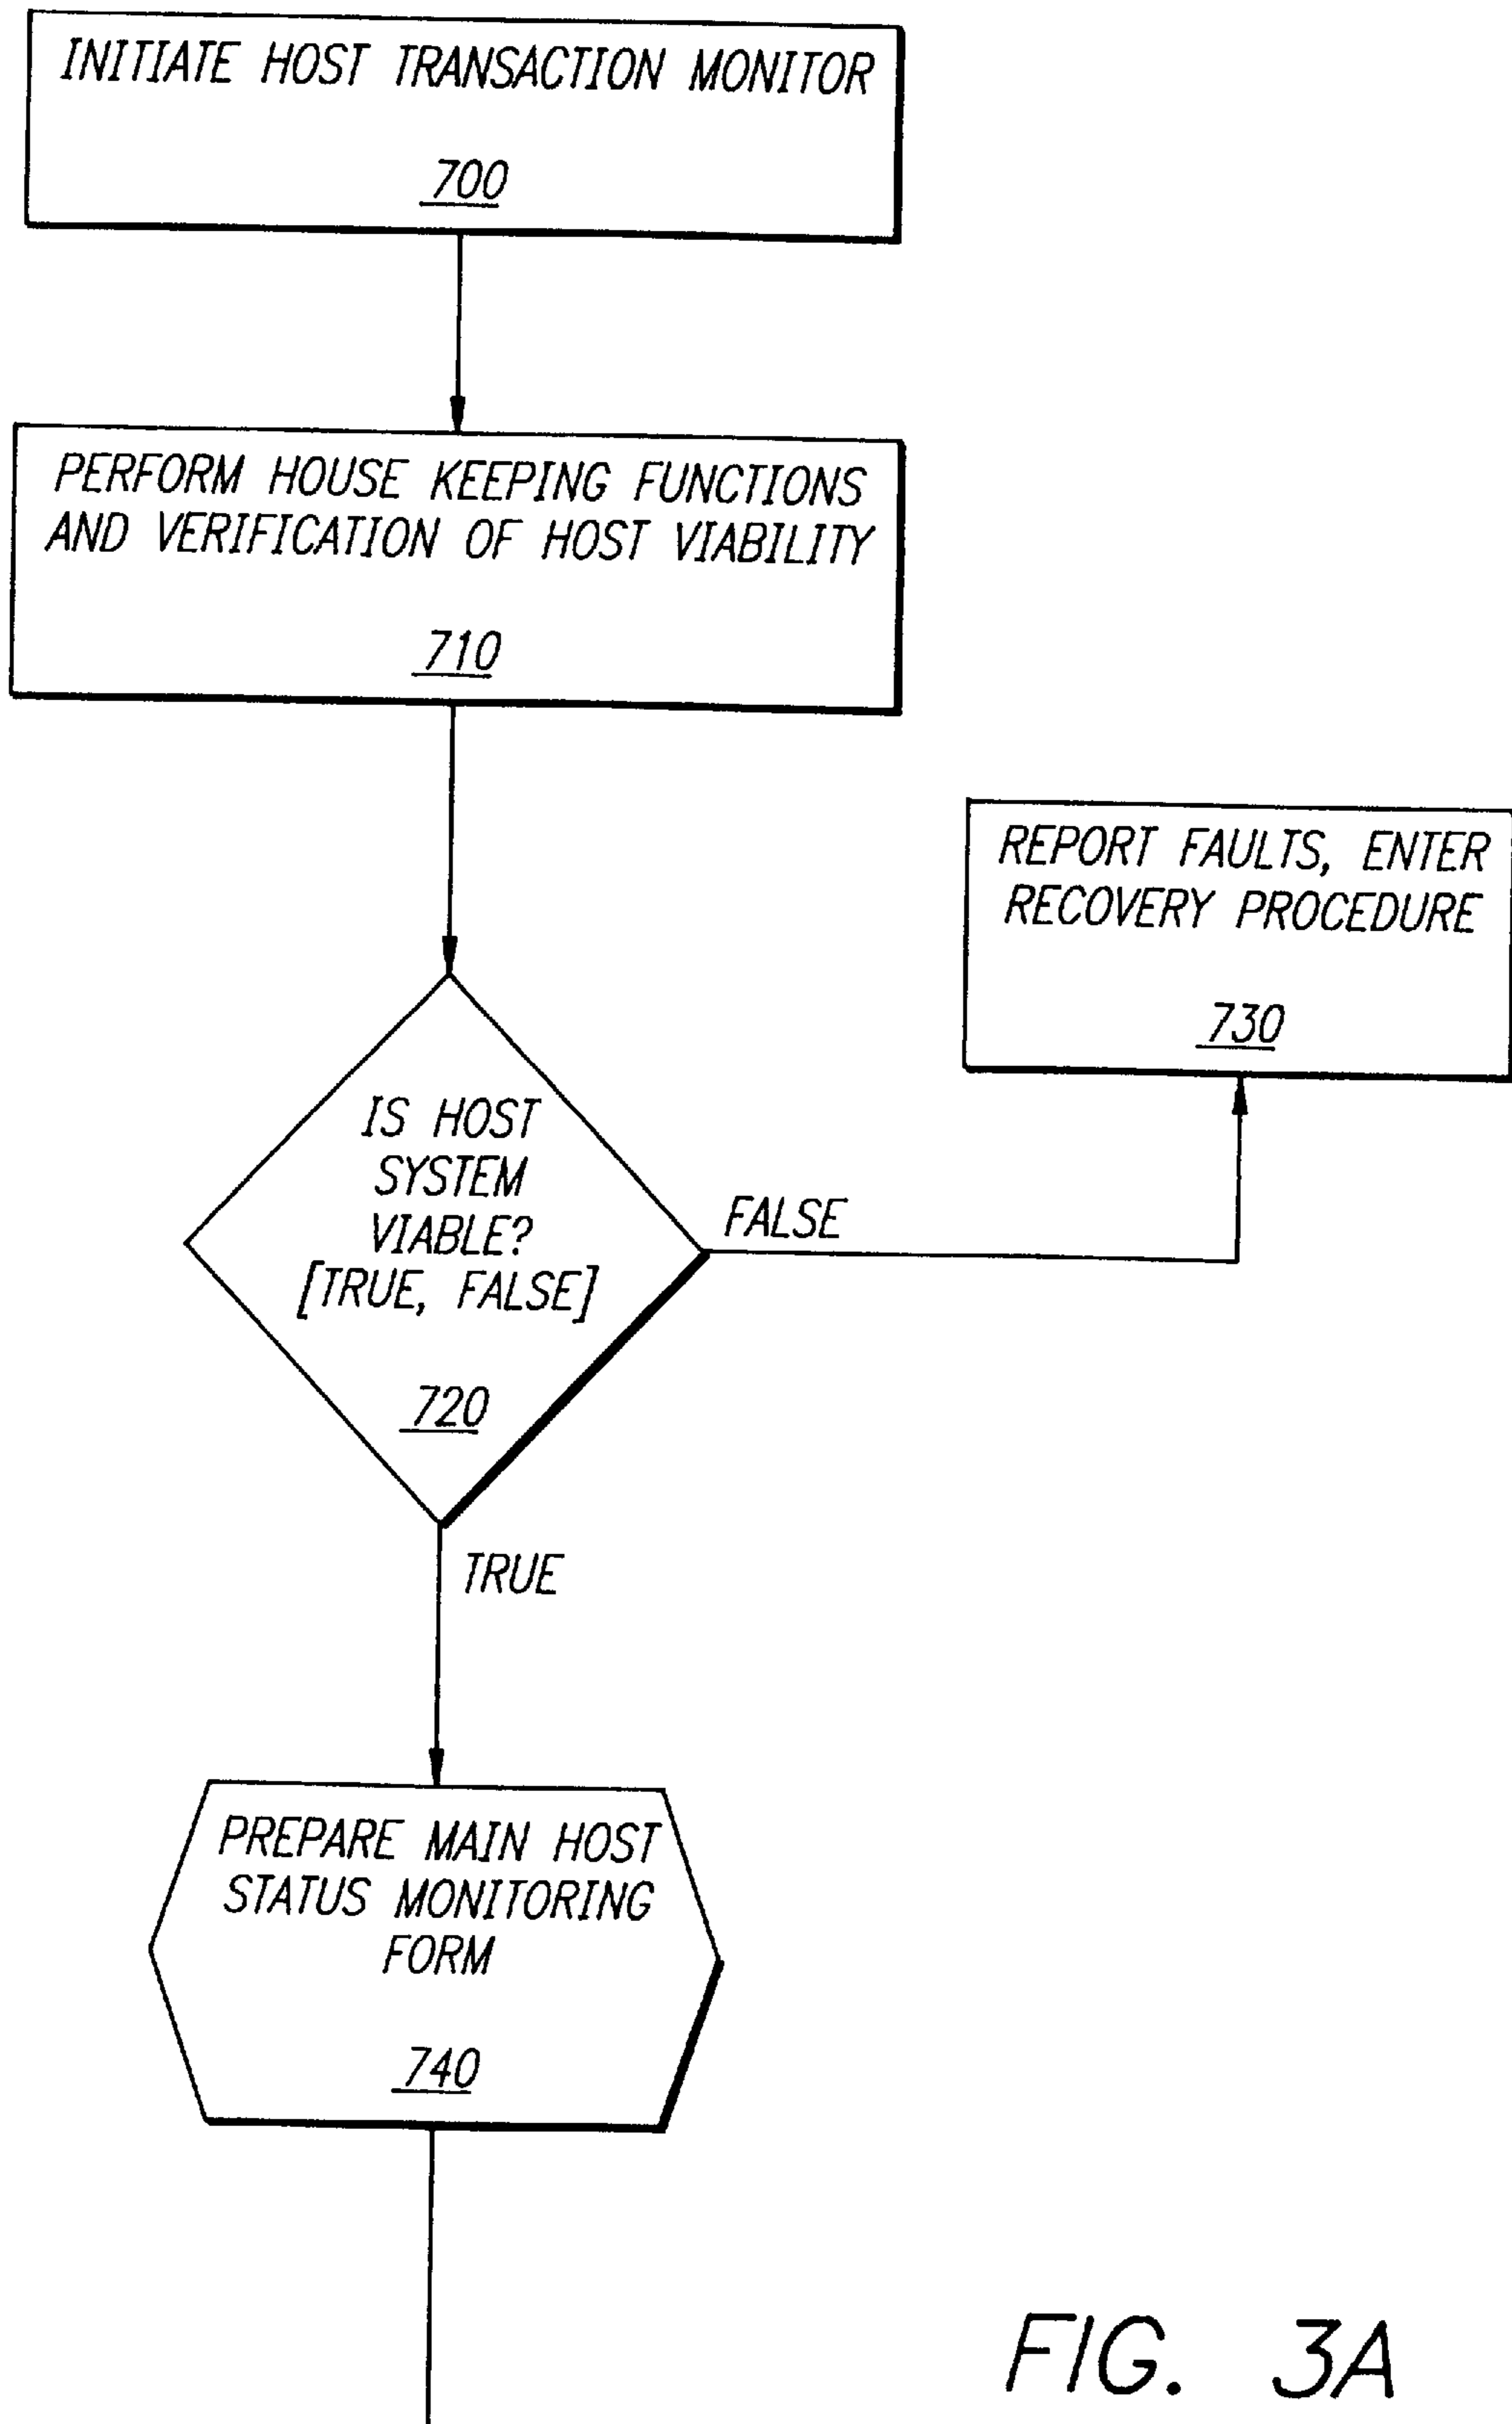 INITIATE HOST TRANSACTION MONITOR
700
PERFORM HOUSE KEEPING FUNCTIONS
AND VERIFICATION OF HOST VIABILITY
710
REPORT FAULTS, ENTER
RECOVERY PROCEDURE
730
IS HOST
SYSTEM
VIABLE?
[TRUE, FALSE]
720
FALSE
TRUE
PREPARE MAIN HOST
STATUS MONITORING
FORM
740
FIG. 3A